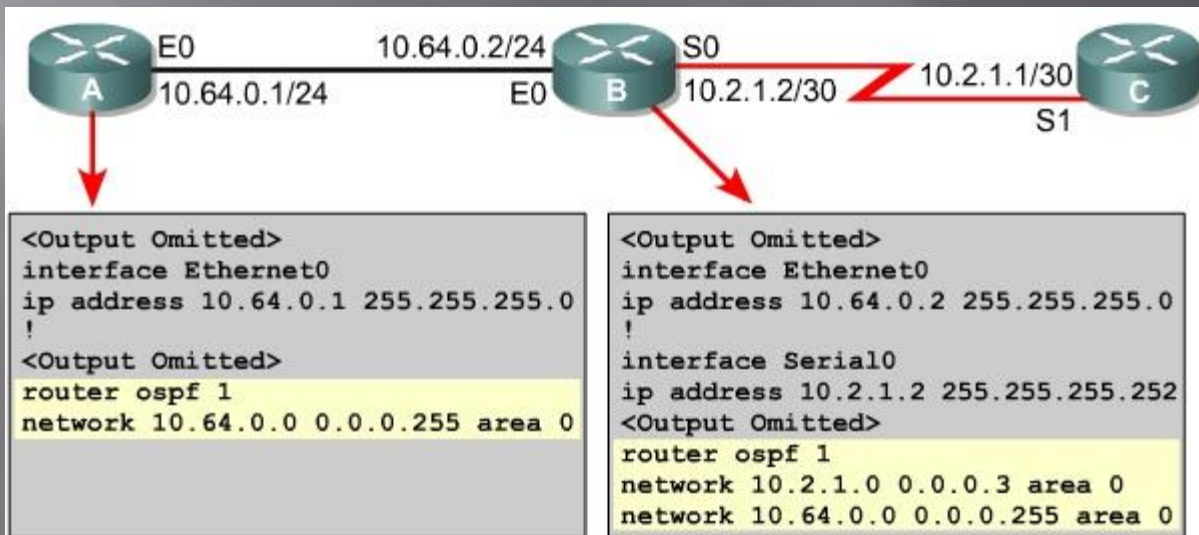 E0
10.64.0.2/24
S0
10.2.1.1/30
A
10.64.0.1/24
E0
B
10.2.1.2/30
C
S1
<Output Omitted>
interface Ethernet0
ip address 10.64.0.1 255.255.255.0
!
<Output Omitted>
router ospf 1
network 10.64.0.0 0.0.0.255 area 0
<Output Omitted>
interface Ethernet0
ip address 10.64.0.2 255.255.255.0
!
interface Serial0
ip address 10.2.1.2 255.255.255.252
<Output Omitted>
router ospf 1
network 10.2.1.0 0.0.0.3 area 0
network 10.64.0.0 0.0.0.255 area 0